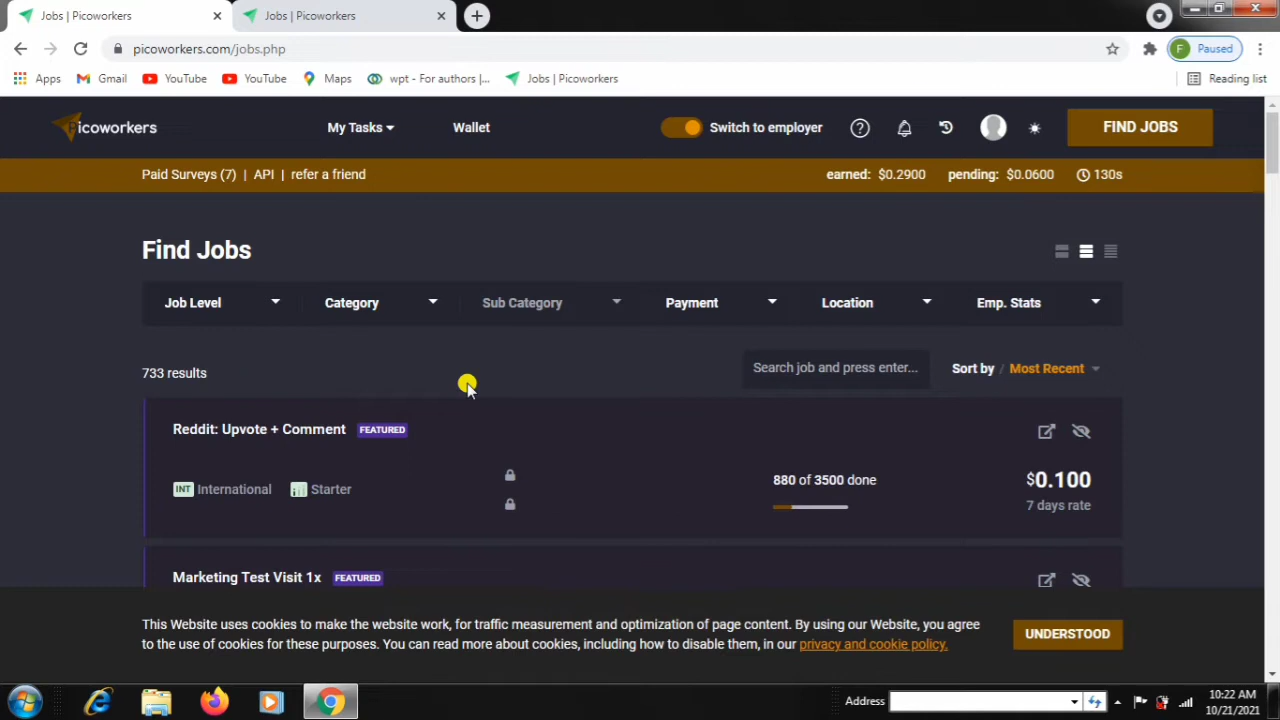 Jobs | Picoworkers
Jobs | Picoworkers
picoworkers.com/jobs.php
F Paused
Apps Gmail YouTube YouTube Maps wpt - For authors |... Jobs | Picoworkers Reading list
Picoworkers My Tasks Wallet Switch to employer FIND JOBS
Paid Surveys (7) | API | refer a friend earned: $0.2900 pending: $0.0600 130s
Find Jobs
Job Level Category Sub Category Payment Location Emp. Stats
733 results Search job and press enter... Sort by / Most Recent
Reddit: Upvote + Comment FEATURED
INT International Starter 880 of 3500 done $0.100
7 days rate
Marketing Test Visit 1x FEATURED
This Website uses cookies to make the website work, for traffic measurement and optimization of page content. By using our Website, you agree
to the use of cookies for these purposes. You can read more about cookies, including how to disable them, in our privacy and cookie policy.
UNDERSTOOD
Address 10:22 AM
10/21/2021